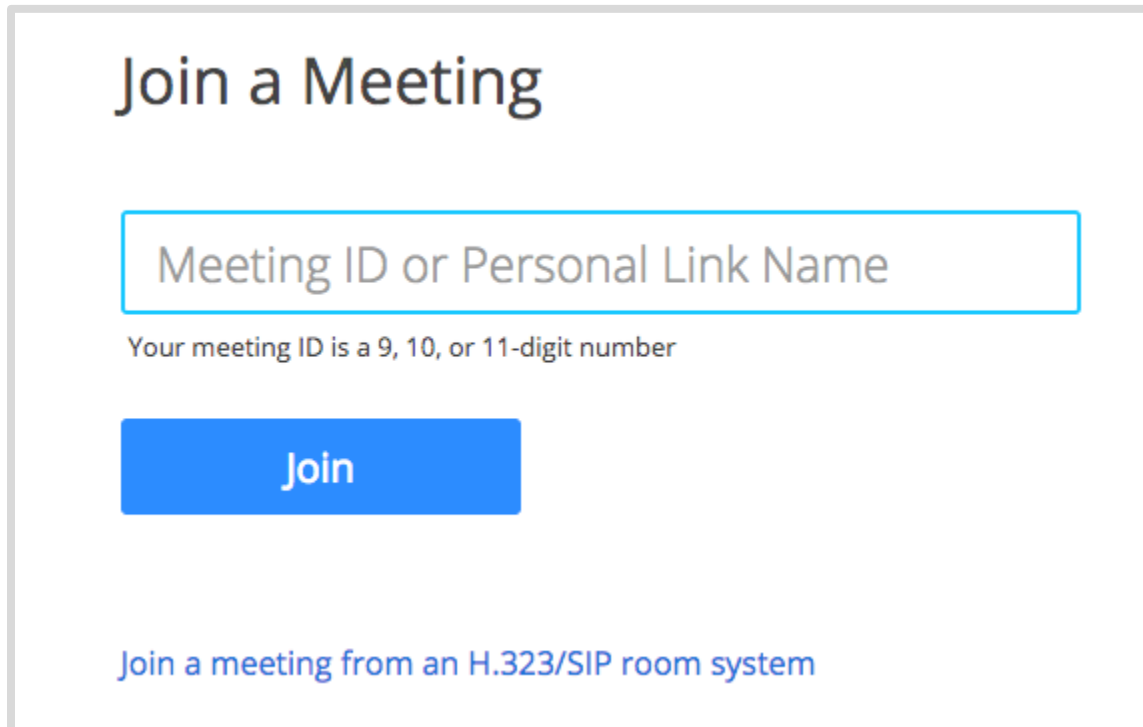 Join a Meeting
Meeting ID or Personal Link Name
Your meeting ID is a 9, 10, or 11-digit number
Join
Join a meeting from an H.323/SIP room system